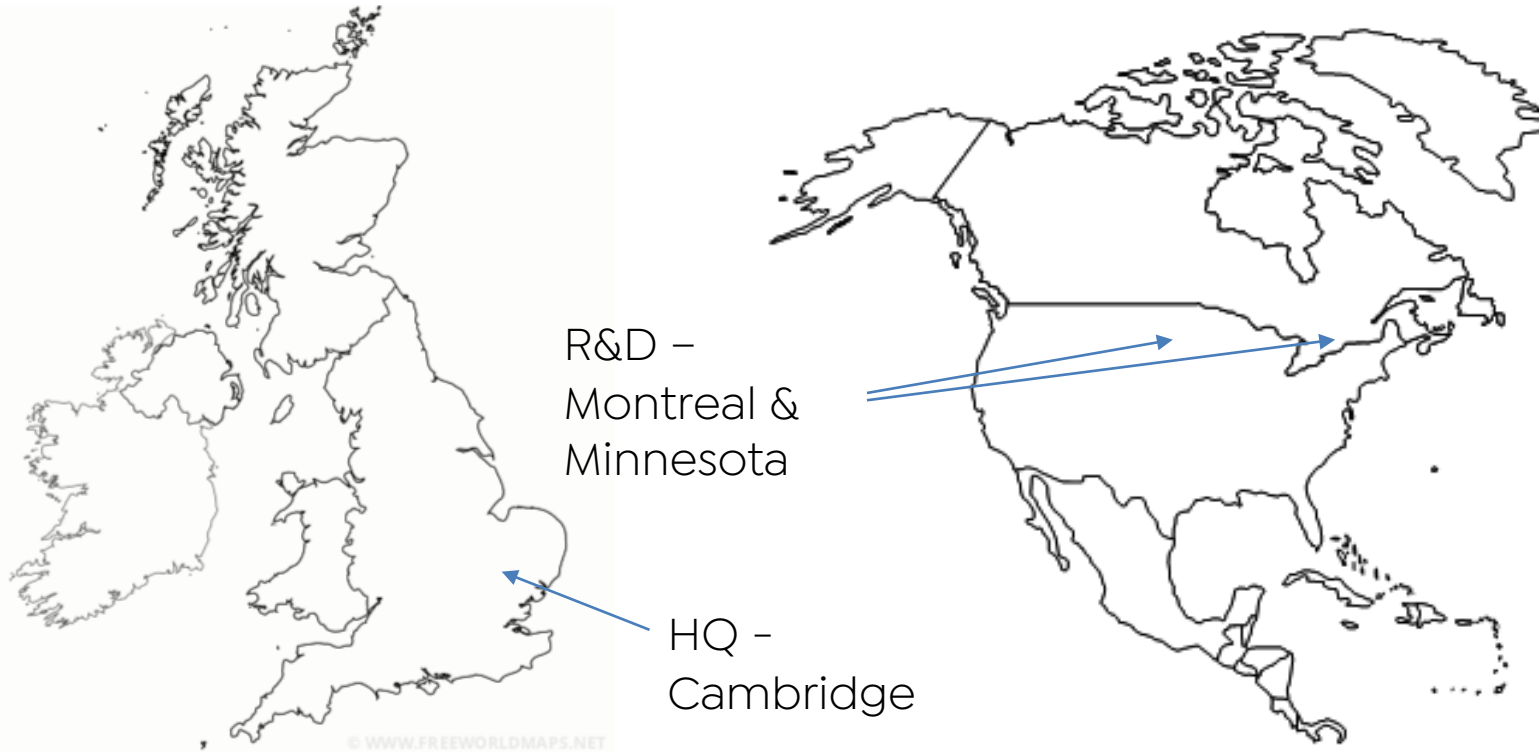 R&D –
Montreal &
Minnesota
HQ -
Cambridge
© WWW.FREEWORLDMAPS.NET